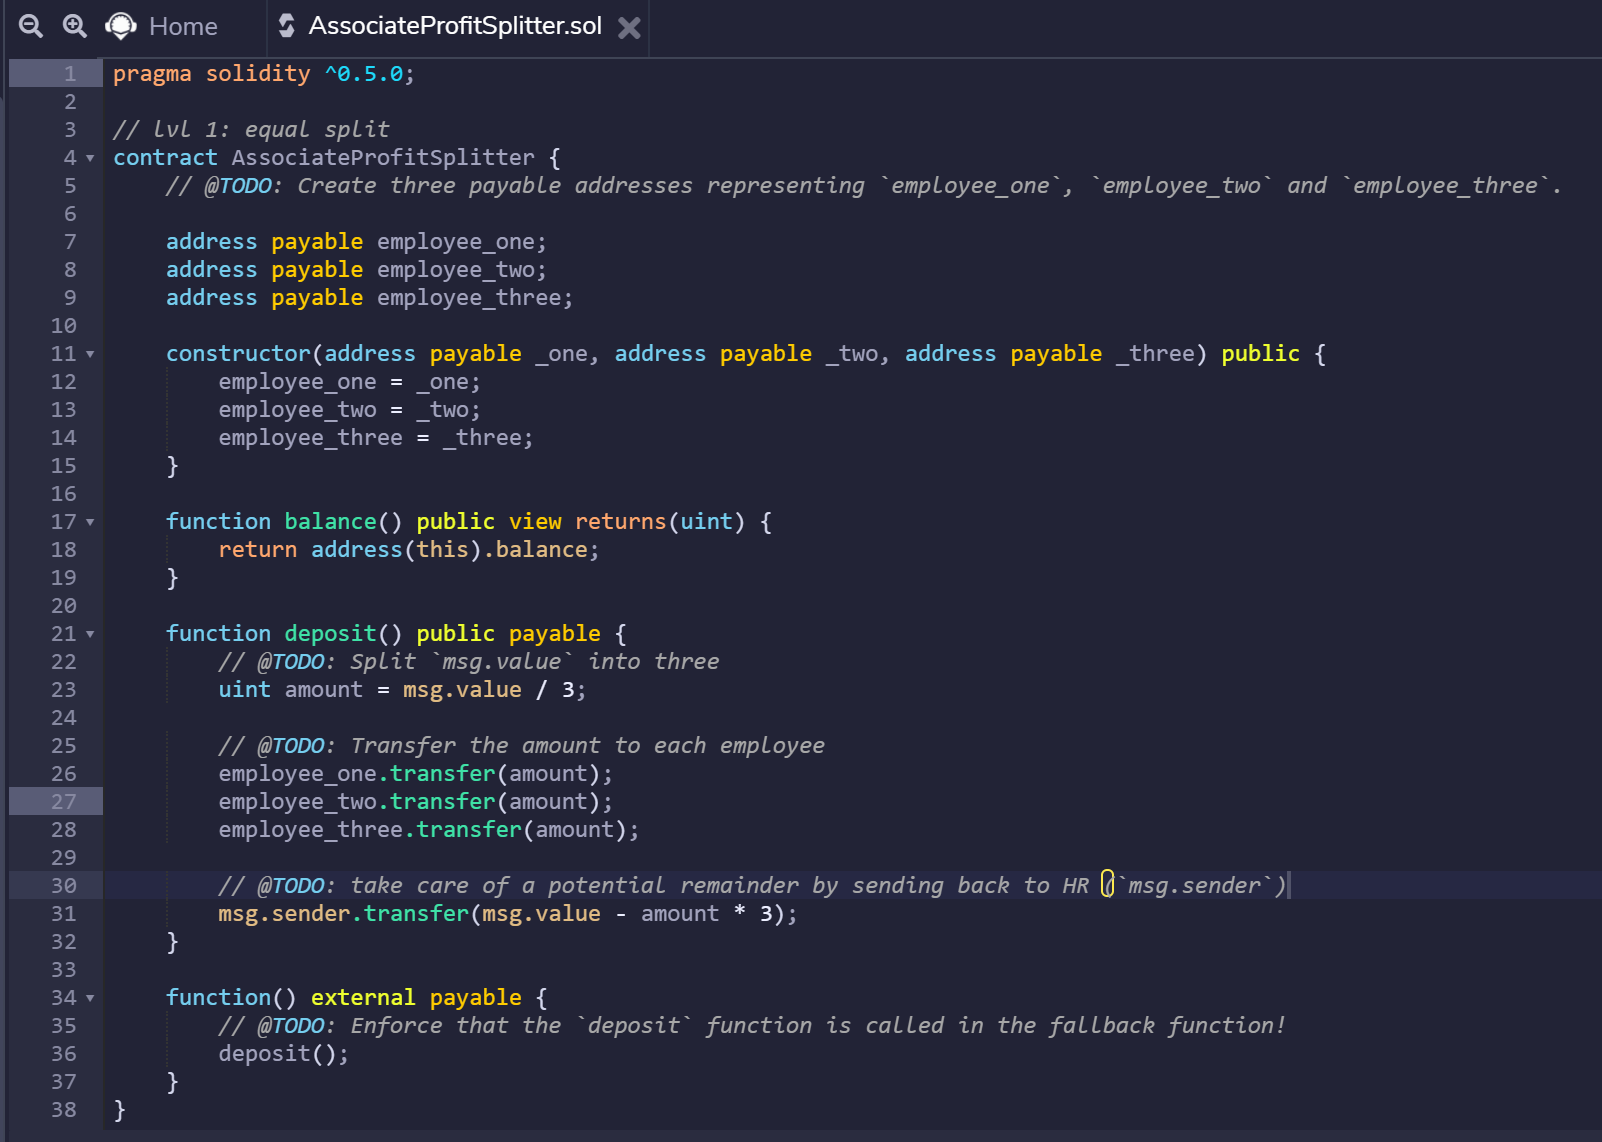 Home AssociateProfitSplitter.sol
1 pragma solidity ^0.5.0;
2
3 // lvl 1: equal split
4 contract AssociateProfitSplitter {
5 // @TODO: Create three payable addresses representing `employee_one`, `employee_two` and `employee_three`.
6
7 address payable employee_one;
8 address payable employee_two;
9 address payable employee_three;
10
11 constructor(address payable _one, address payable _two, address payable _three) public {
12 employee_one = _one;
13 employee_two = _two;
14 employee_three = _three;
15 }
16
17 function balance() public view returns(uint) {
18 return address(this).balance;
19 }
20
21 function deposit() public payable {
22 // @TODO: Split `msg.value` into three
23 uint amount = msg.value / 3;
24
25 // @TODO: Transfer the amount to each employee
26 employee_one.transfer(amount);
27 employee_two.transfer(amount);
28 employee_three.transfer(amount);
29
30 // @TODO: take care of a potential remainder by sending back to HR (`msg.sender`)
31 msg.sender.transfer(msg.value - amount * 3);
32 }
33
34 function() external payable {
35 // @TODO: Enforce that the `deposit` function is called in the fallback function!
36 deposit();
37 }
38 }